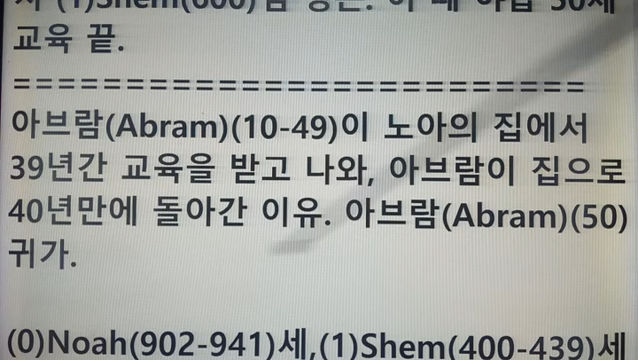 (1)Shem(600)
교육 끝.
===========================
아브람(Abram)(10-49)이 노아의 집에서
39년간 교육을 받고 나와, 아브람이 집으로
40년만에 돌아간 이유. 아브람(Abram)(50)
귀가.
(0)Noah(902-941)세,(1)Shem(400-439)세